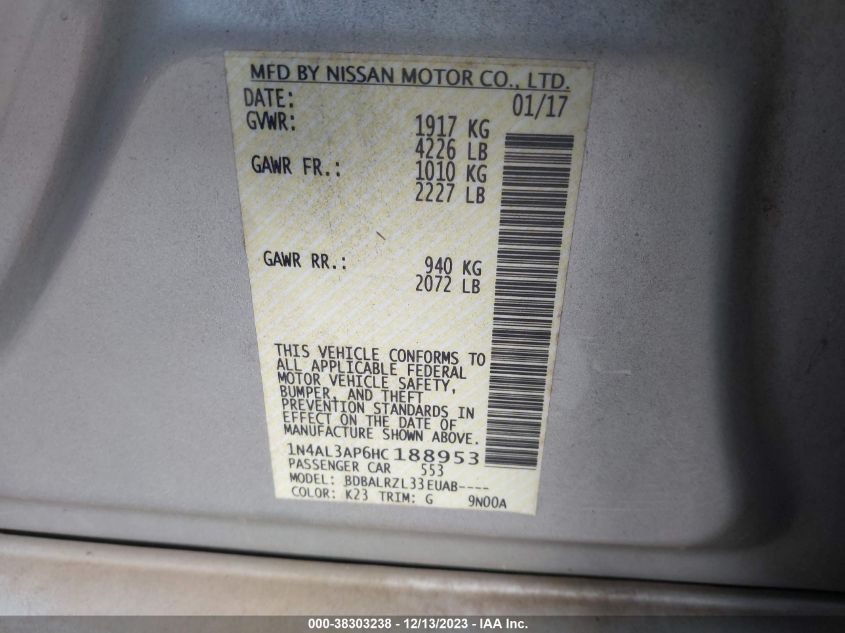 MFD BY NISSAN MOTOR CO., LTD.
DATE: 01/17
GVWR: 1917 KG
4226 LB
GAWR FR.: 1010 KG
2227 LB
GAWR RR.: 940 KG
2072 LB
THIS VEHICLE CONFORMS TO
ALL APPLICABLE FEDERAL
MOTOR VEHICLE SAFETY,
BUMPER, AND THEFT
PREVENTION STANDARDS IN
EFFECT ON THE DATE OF
MANUFACTURE SHOWN ABOVE.
1N4AL3AP6HC188953
PASSENGER CAR 553
MODEL: BDBALRZL33EUAB----
COLOR: K23 TRIM: G 9N00A
000-38303238 - 12/13/2023 - IAA Inc.